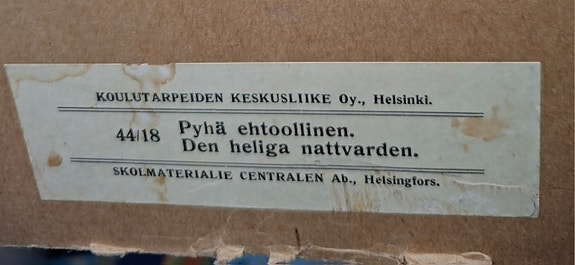 KOULUTARPEIDEN KESKUSLIIKE Oy., Helsinki.
44/18 Pyhä ehtoollinen.
Den heliga nattvarden.
SKOLMATERIALIE CENTRALEN Ab., Helsingfors.